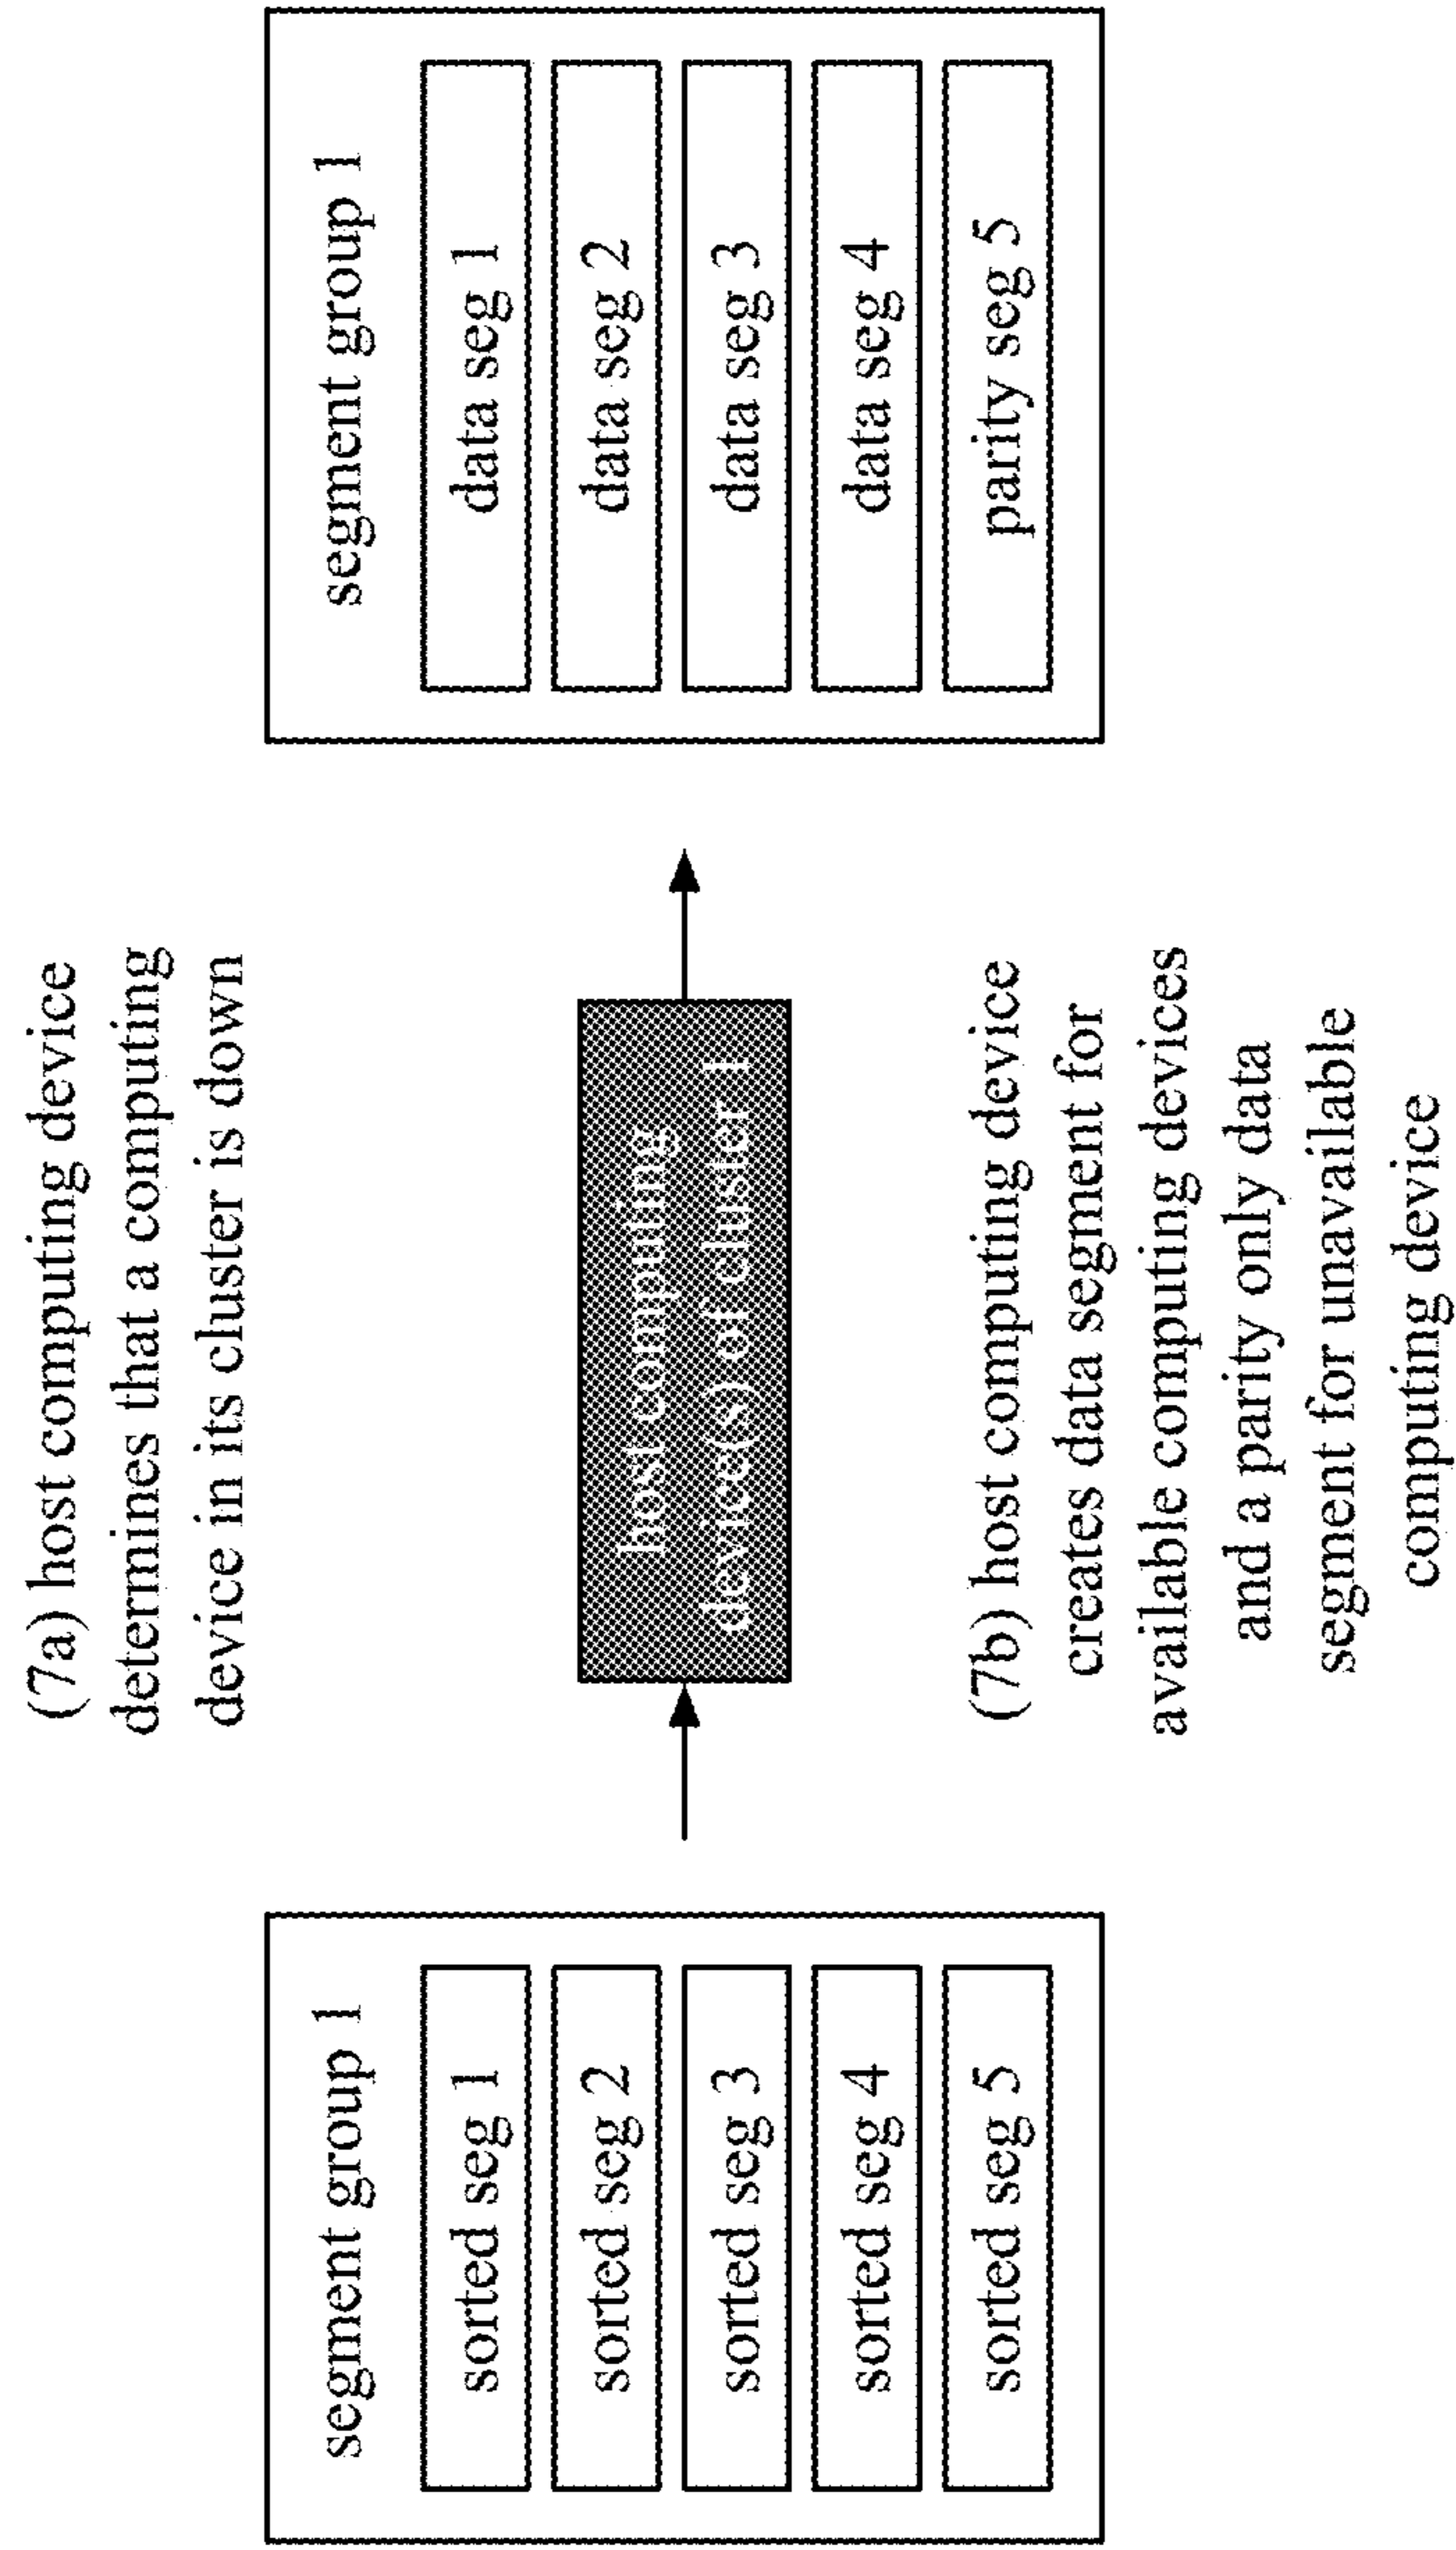 (7a) host computing device
determines that a computing
device in its cluster is down
segment group 1
sorted seg 1
sorted seg 2
sorted seg 3
sorted seg 4
sorted seg 5
host computing
device(s) of cluster 1
segment group 1
data seg 1
data seg 2
data seg 3
data seg 4
parity seg 5
(7b) host computing device
creates data segment for
available computing devices
and a parity only data
segment for unavailable
computing device